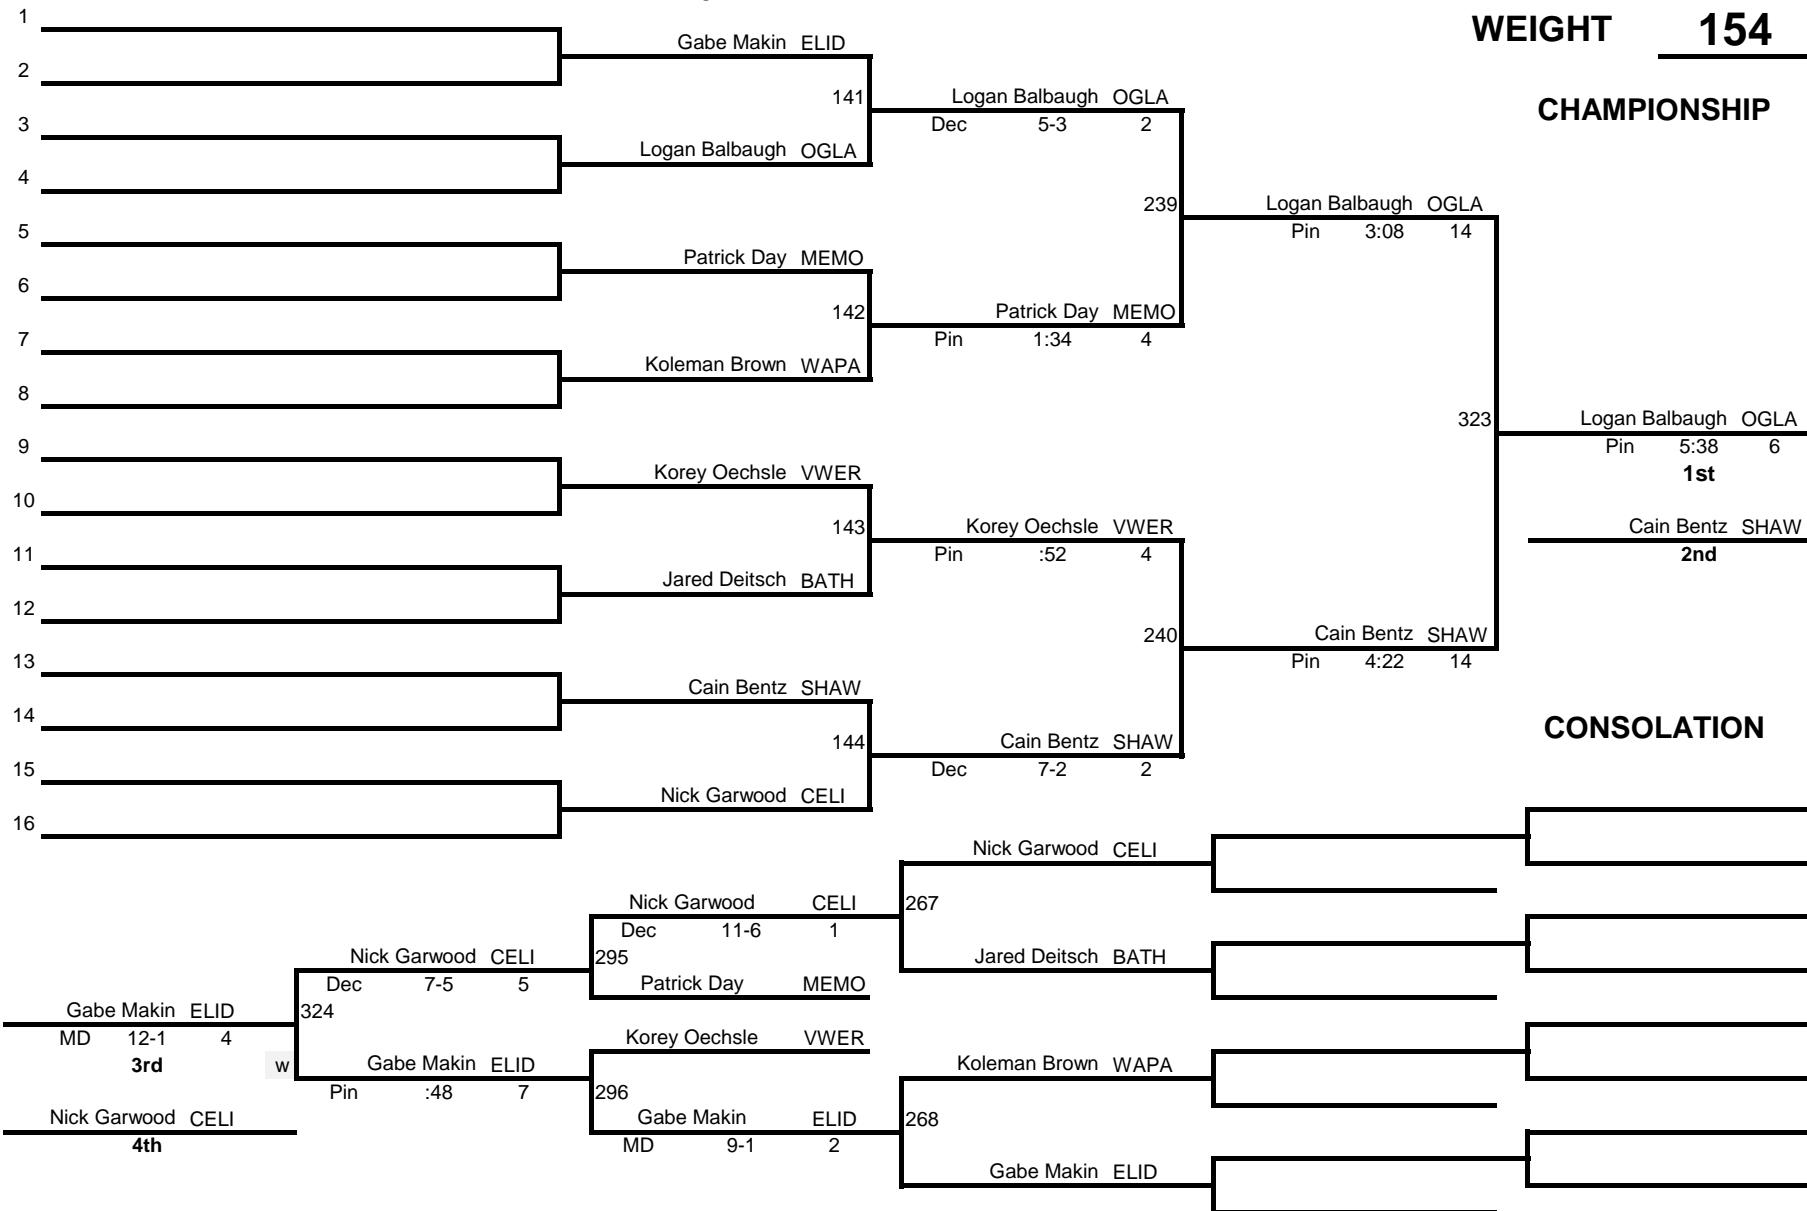 1
WEIGHT 154
Gabe Makin ELID
2
141 Logan Balbaugh OGLA
CHAMPIONSHIP
3
Dec 5-3 2
Logan Balbaugh OGLA
4
239 Logan Balbaugh OGLA
5
Pin 3:08 14
Patrick Day MEMO
6
142 Patrick Day MEMO
7
Pin 1:34 4
Koleman Brown WAPA
8
323 Logan Balbaugh OGLA
9
Pin 5:38 6
Korey Oechsle VWER
1st
10
143 Korey Oechsle VWER
Cain Bentz SHAW
11
Pin :52 4
2nd
Jared Deitsch BATH
12
240 Cain Bentz SHAW
13
Pin 4:22 14
Cain Bentz SHAW
14
CONSOLATION
144 Cain Bentz SHAW
15
Dec 7-2 2
Nick Garwood CELI
16
Nick Garwood CELI
Nick Garwood CELI 267
Dec 11-6 1
Nick Garwood CELI 295
Jared Deitsch BATH
Dec 7-5 5
Patrick Day MEMO
Gabe Makin ELID 324
MD 12-1 4
Korey Oechsle VWER
3rd
w Gabe Makin ELID
Koleman Brown WAPA
Pin :48 7 296
Nick Garwood CELI
Gabe Makin ELID 268
4th
MD 9-1 2
Gabe Makin ELID